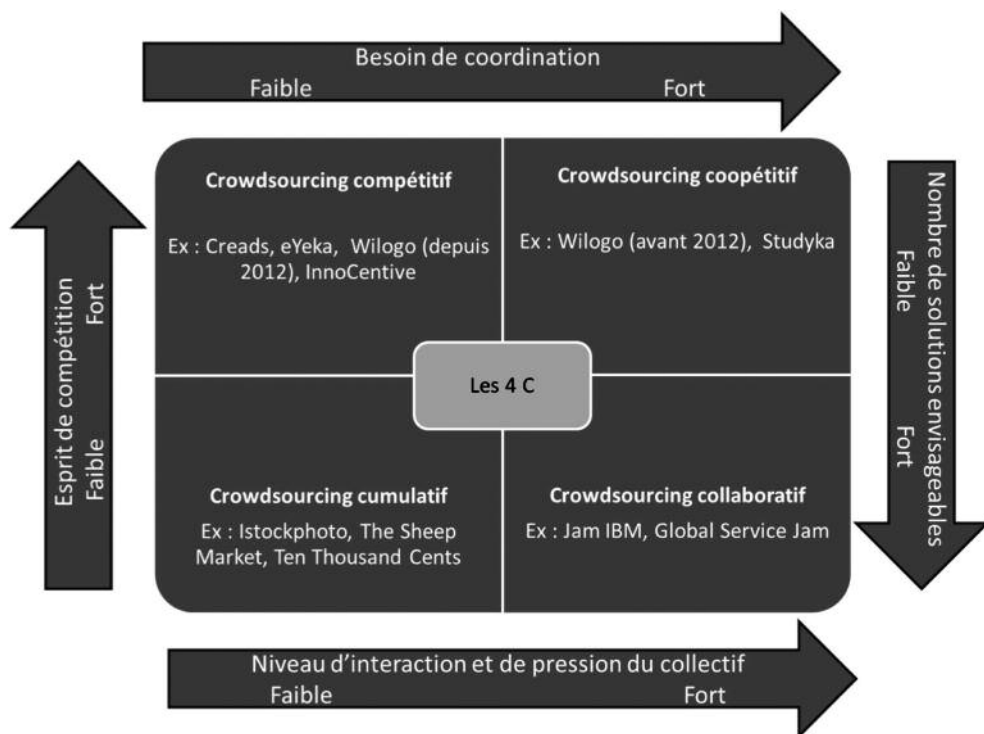 Besoin de coordination
Faible Fort
Crowdsourcing compétitif
Ex : Creads, eYeka, Wilogo (depuis
2012), InnoCentive
Crowdsourcing coopétitif
Ex : Wilogo (avant 2012), Studyka
Esprit de compétition
Faible Fort
Les 4 C
Nombre de solutions envisageables
Faible Fort
Crowdsourcing cumulatif
Ex : Istockphoto, The Sheep
Market, Ten Thousand Cents
Crowdsourcing collaboratif
Ex : Jam IBM, Global Service Jam
Niveau d’interaction et de pression du collectif
Faible Fort